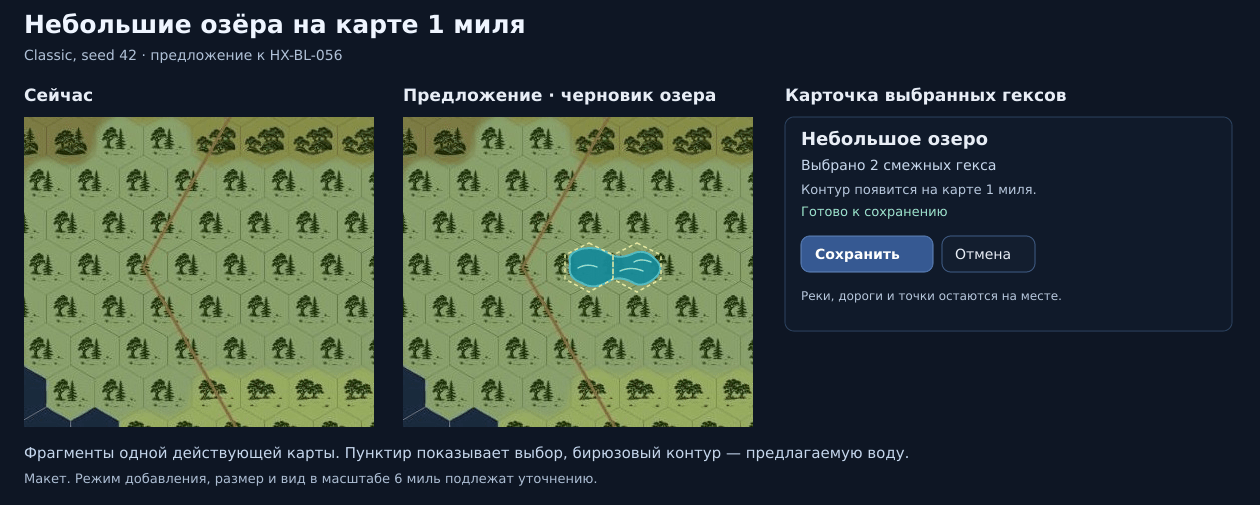 Небольшие озёра на карте 1 миля
Classic, seed 42 · предложение к HX-BL-056
Сейчас
Предложение · черновик озера
Карточка выбранных гексов
Небольшое озеро
Выбрано 2 смежных гекса
Контур появится на карте 1 миля.
Готово к сохранению
Сохранить
Отмена
Реки, дороги и точки остаются на месте.
Фрагменты одной действующей карты. Пунктир показывает выбор, бирюзовый контур — предлагаемую воду.
Макет. Режим добавления, размер и вид в масштабе 6 миль подлежат уточнению.